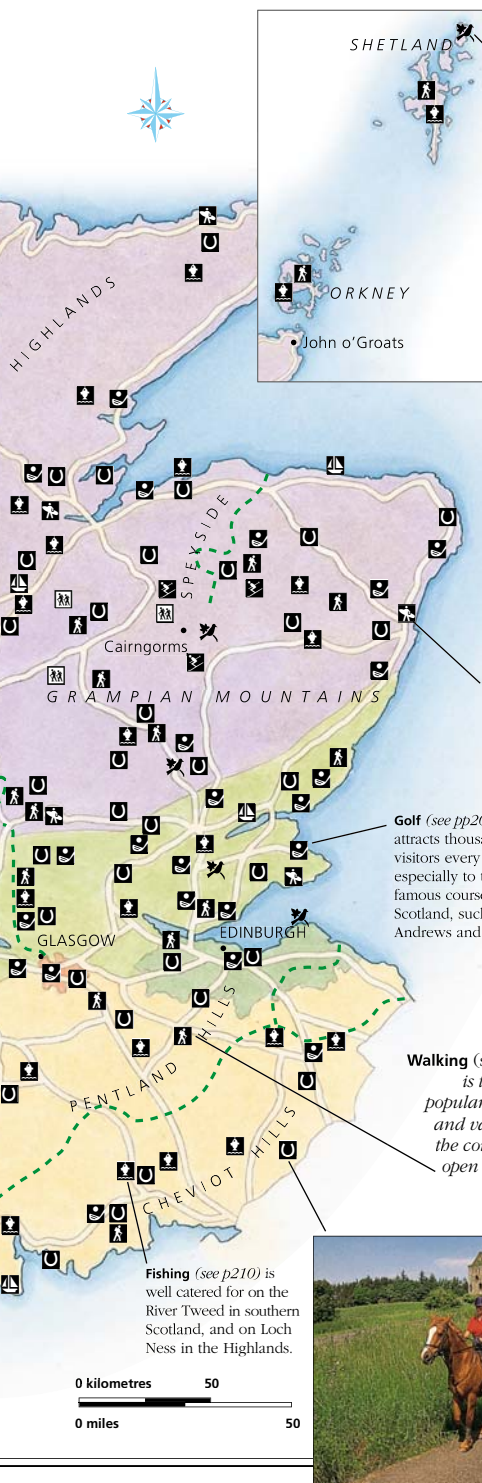 SHETLAND
ORKNEY
John o'Groats
HIGHLANDS
SPEYSIDE
Cairngorms
GRAMPIAN MOUNTAINS
Golf (see pp20
attracts thousa
visitors every
especially to t
famous course
Scotland, such
Andrews and
GLASGOW
EDINBURGH
PENTLAND HILLS
Walking (s
is t
popular
and va
the co
open
CHEVIOT HILLS
Fishing (see p210) is
well catered for on the
River Tweed in southern
Scotland, and on Loch
Ness in the Highlands.
0 kilometres 50
0 miles 50